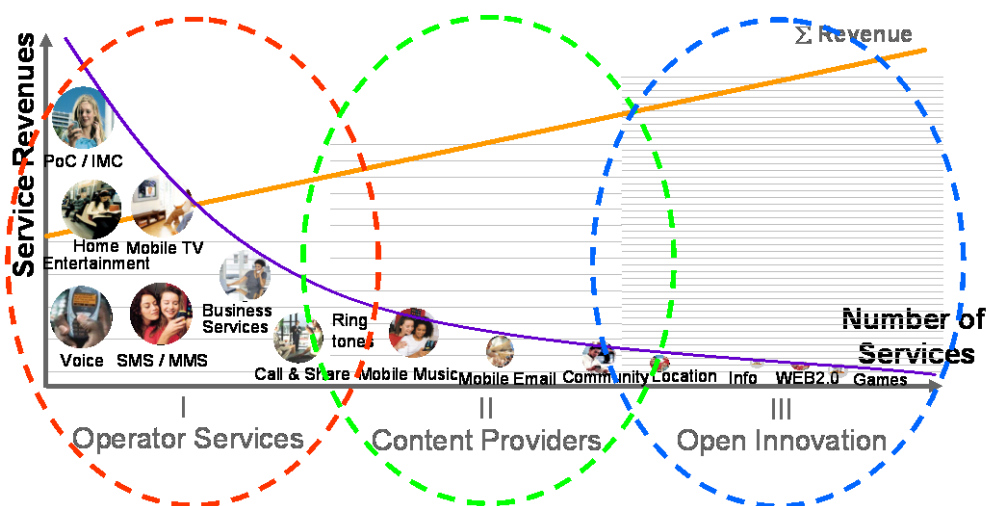 Σ Revenue
Service Revenues
PoC / IMC
Home
Entertainment
Mobile TV
Voice
SMS / MMS
Business
Services
Ring
tones
Call & Share
Mobile Music
Mobile Email
Community
Location
Info
WEB2.0
Games
Number of
Services
I
Operator Services
II
Content Providers
III
Open Innovation